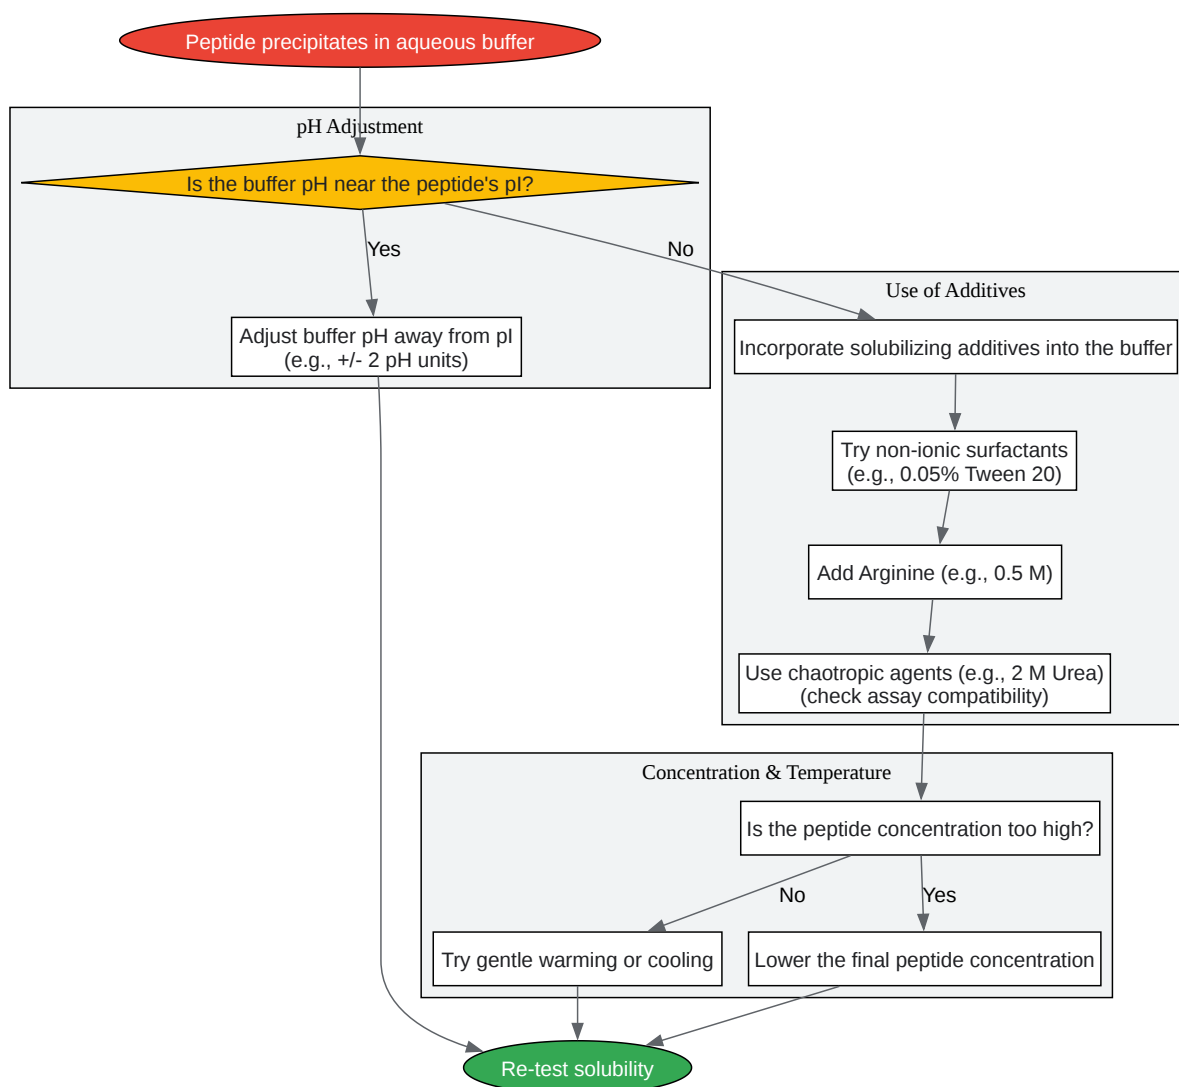 Peptide precipitates in aqueous buffer
pH Adjustment
Is the buffer pH near the peptide's pI?
Yes
No
Adjust buffer pH away from pI
(e.g., +/- 2 pH units)
Use of Additives
Incorporate solubilizing additives into the buffer
Try non-ionic surfactants
(e.g., 0.05% Tween 20)
Add Arginine (e.g., 0.5 M)
Use chaotropic agents (e.g., 2 M Urea)
(check assay compatibility)
Concentration & Temperature
Is the peptide concentration too high?
No
Yes
Try gentle warming or cooling
Lower the final peptide concentration
Re-test solubility